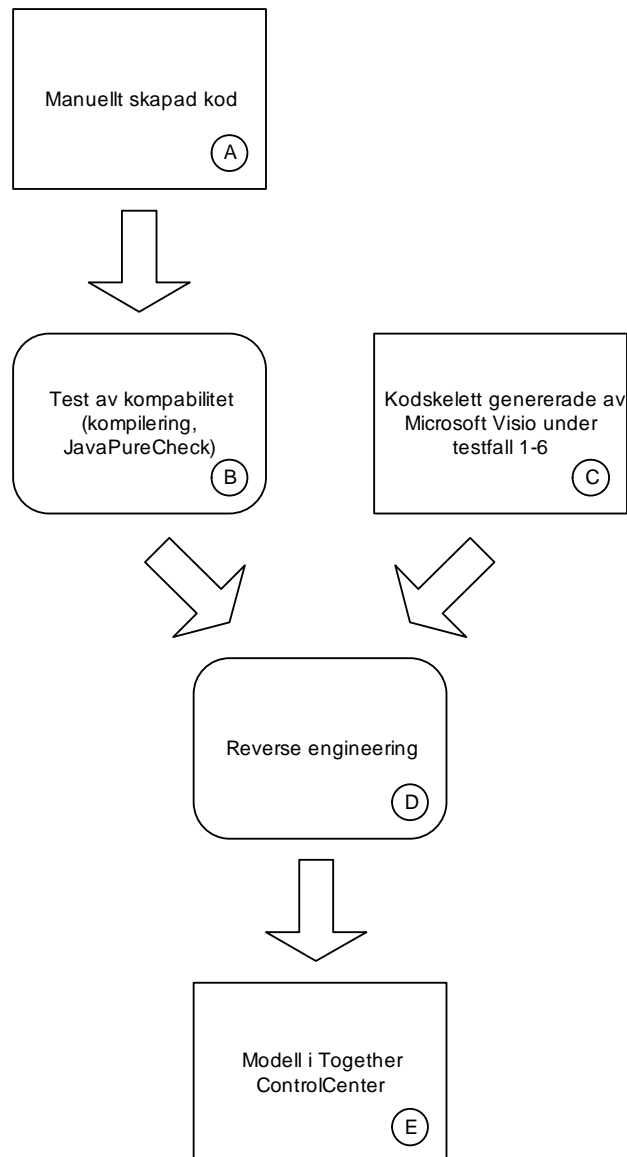 Manuellt skapad kod
A
Test av kompabilitet
(kompilering,
JavaPureCheck)
B
Kodskelett genererade av
Microsoft Visio under
testfall 1-6
C
Reverse engineering
D
Modell i Together
ControlCenter
E